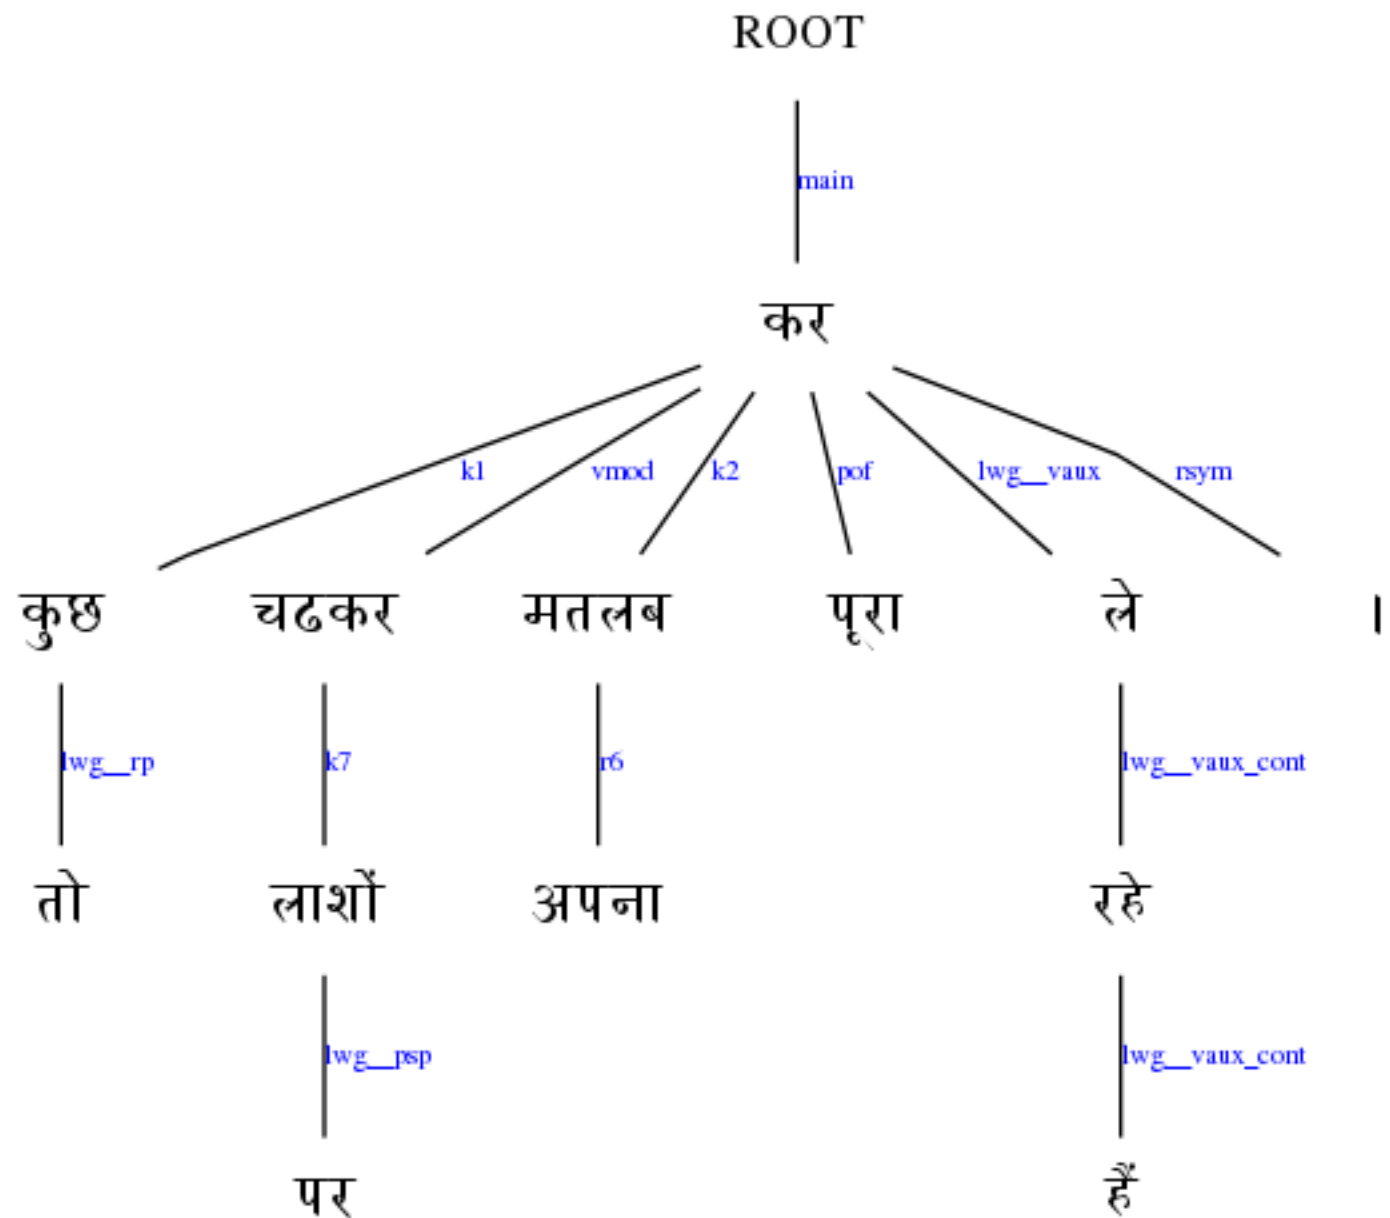 ROOT
main
कर
k1 vmod k2 pof lwg__vaux rsym
कुछ चढकर मतलब पूरा ले ।
lwg__rp k7 r6 lwg__vaux_cont
तो लाशों अपना रहे
lwg__psp lwg__vaux_cont
पर हैं